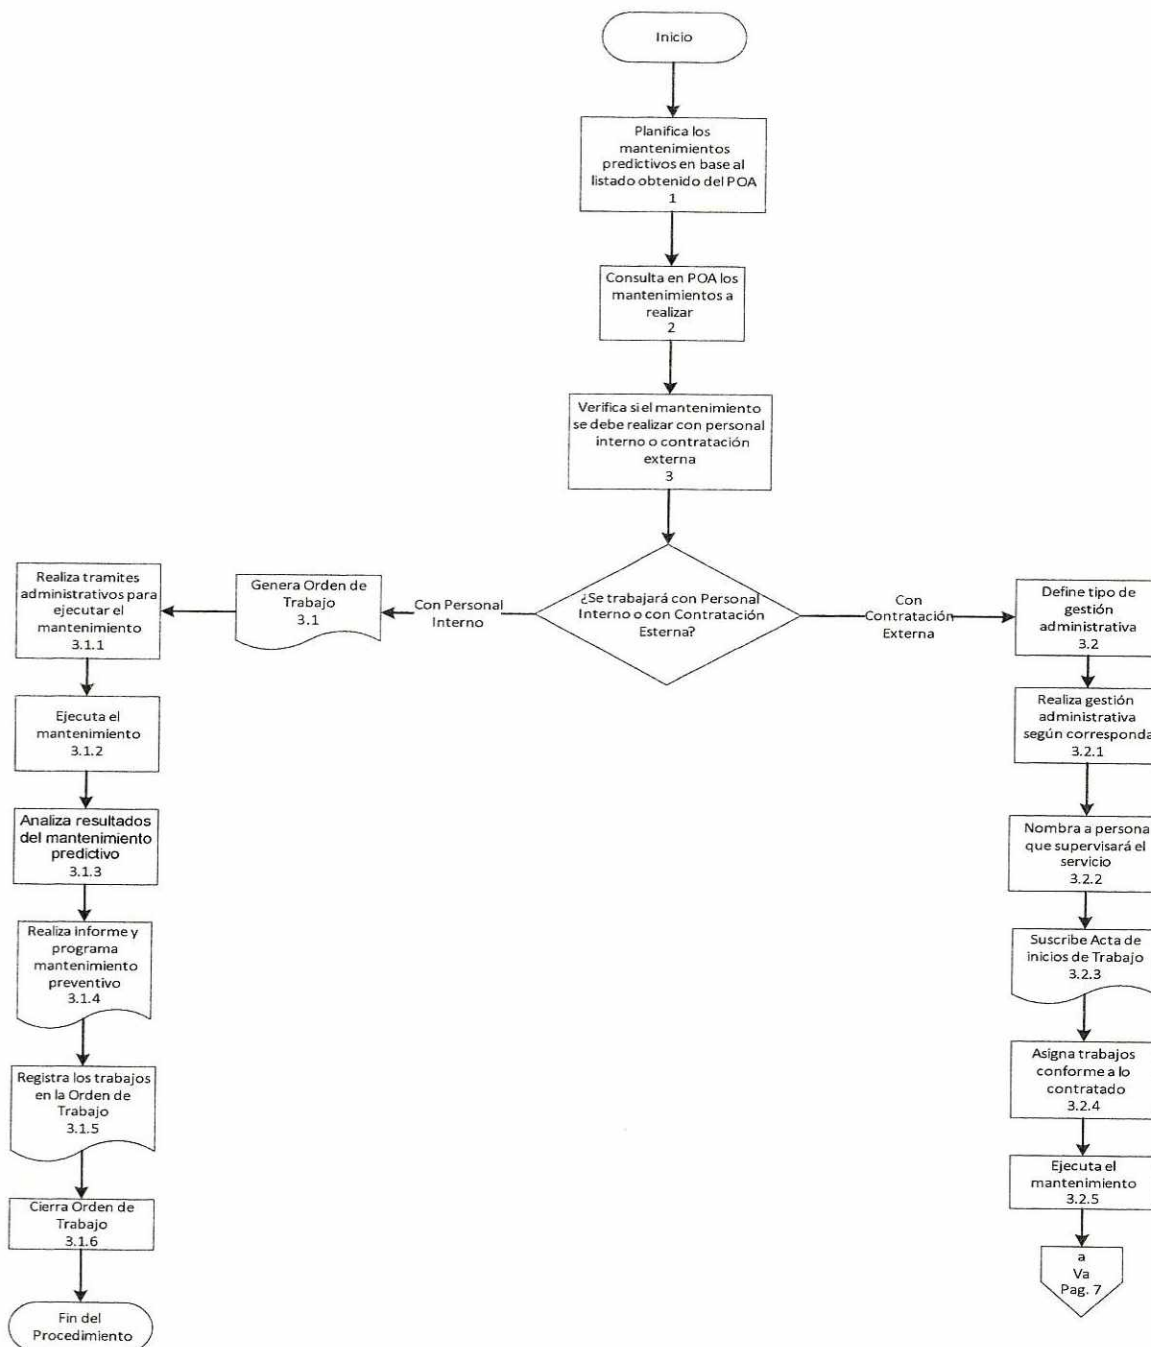 Inicio
Planifica los
mantenimientos
predictivos en base al
listado obtenido del POA
1
Consulta en POA los
mantenimientos a
realizar
2
Verifica si el mantenimiento
se debe realizar con personal
interno o contratación
externa
3
¿Se trabajará con Personal
Interno o con Contratación
Esterna?
Con Personal
Interno
Genera Orden de
Trabajo
3.1
Realiza tramites
administrativos para
ejecutar el
mantenimiento
3.1.1
Ejecuta el
mantenimiento
3.1.2
Analiza resultados
del mantenimiento
predictivo
3.1.3
Realiza informe y
programa
mantenimiento
preventivo
3.1.4
Registra los trabajos
en la Orden de
Trabajo
3.1.5
Cierra Orden de
Trabajo
3.1.6
Fin del
Procedimiento
Con
Contratación
Externa
Define tipo de
gestión
administrativa
3.2
Realiza gestión
administrativa
según corresponda
3.2.1
Nombra a persona
que supervisará el
servicio
3.2.2
Suscribe Acta de
inicios de Trabajo
3.2.3
Asigna trabajos
conforme a lo
contratado
3.2.4
Ejecuta el
mantenimiento
3.2.5
a
Va
Pag. 7